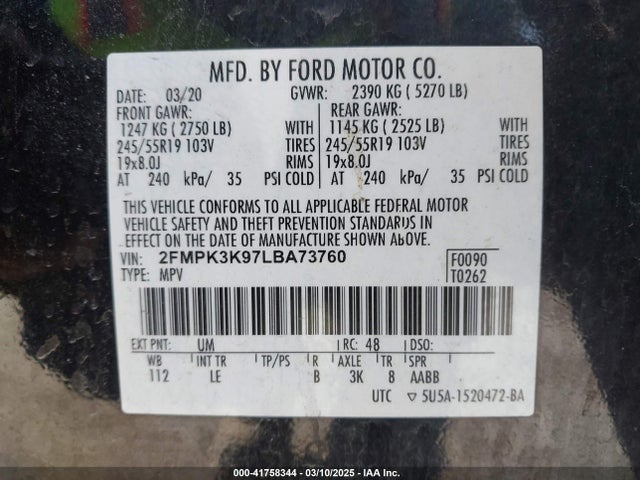 MFD. BY FORD MOTOR CO.
DATE: 03/20 GVWR: 2390 KG ( 5270 LB)
FRONT GAWR: REAR GAWR:
1247 KG ( 2750 LB) WITH 1145 KG ( 2525 LB) WITH
245/55R19 103V TIRES 245/55R19 103V TIRES
19x8.0J RIMS 19x8.0J RIMS
AT 240 kPa/ 35 PSI COLD AT 240 kPa/ 35 PSI COLD
THIS VEHICLE CONFORMS TO ALL APPLICABLE FEDERAL MOTOR
VEHICLE SAFETY AND THEFT PREVENTION STANDARDS IN
EFFECT ON THE DATE OF MANUFACTURE SHOWN ABOVE.
VIN: 2FMPK3K97LBA73760 F0090
TYPE: MPV T0262
EXT PNT: UM RC: 48 DSO:
WB INT TR TP/PS R AXLE TR SPR
112 LE B 3K 8 AABB
UTC ▽ 5U5A-1520472-BA
000-41758344 — 03/10/2025 — IAA Inc.